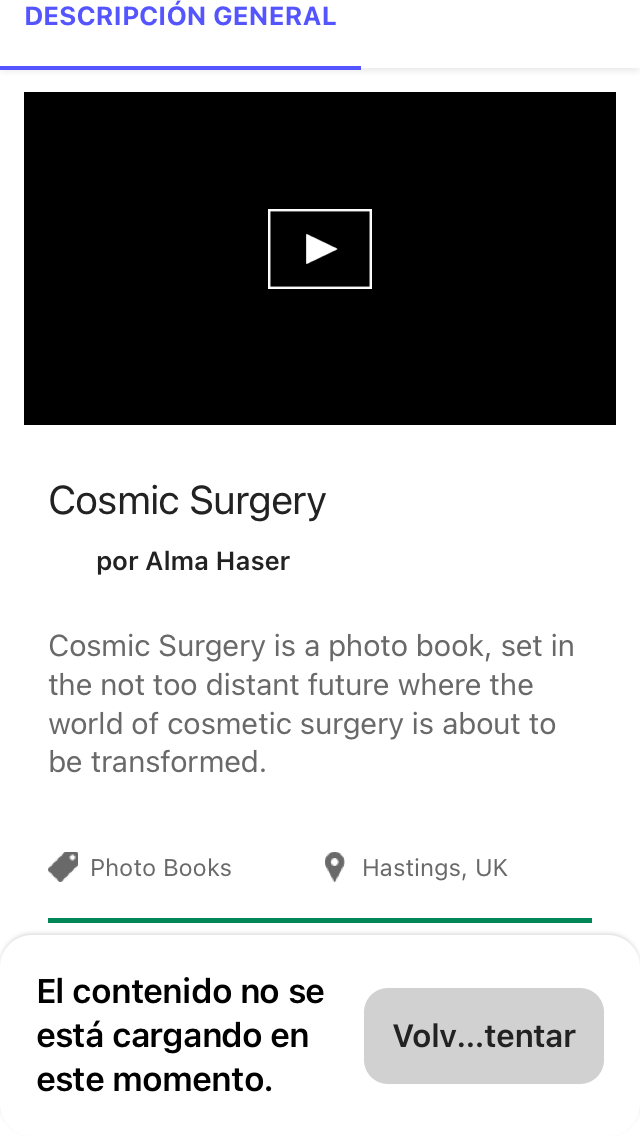 DESCRIPCIÓN GENERAL
Cosmic Surgery
por Alma Haser
Cosmic Surgery is a photo book, set in
the not too distant future where the
world of cosmetic surgery is about to
be transformed.
Photo Books
Hastings, UK
El contenido no se
está cargando en
este momento.
Volv...tentar